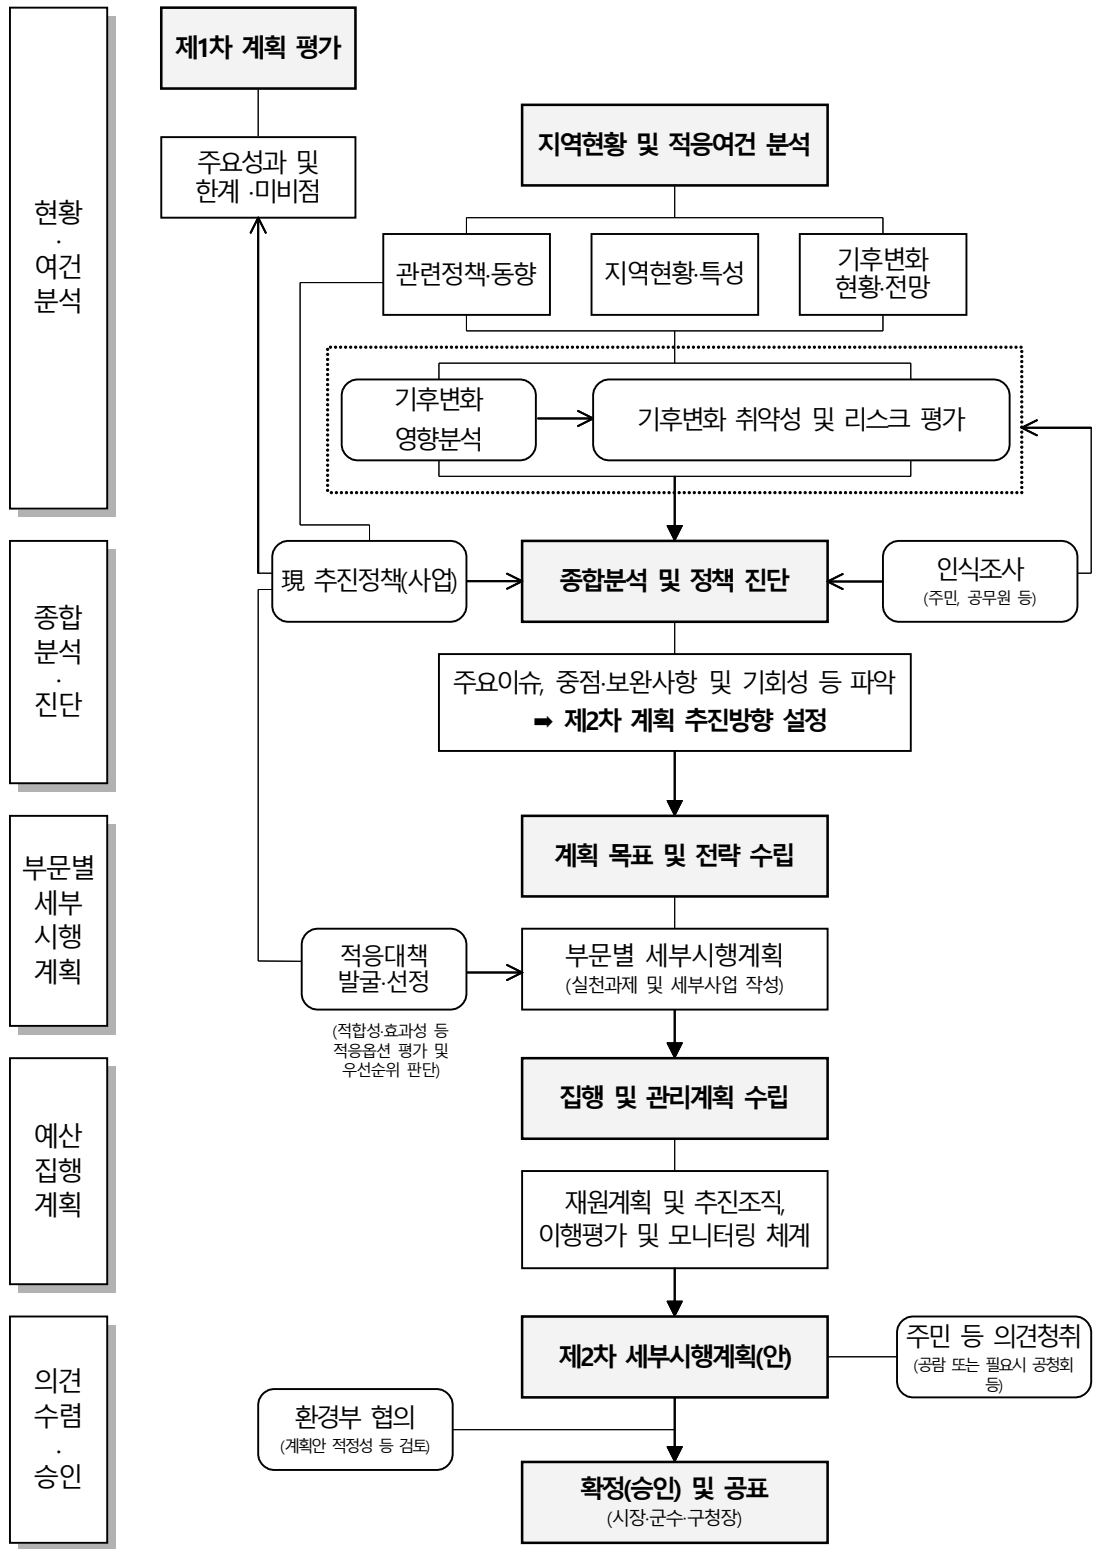 현황
·
여건
분석
제1차 계획 평가
주요성과 및
한계 ·미비점
지역현황 및 적응여건 분석
관련정책·동향
지역현황·특성
기후변화
현황·전망
기후변화
영향분석
기후변화 취약성 및 리스크 평가
종합
분석
·
진단
現 추진정책(사업)
종합분석 및 정책 진단
인식조사
(주민, 공무원 등)
주요이슈, 중점·보완사항 및 기회성 등 파악
➡ 제2차 계획 추진방향 설정
부문별
세부
시행
계획
계획 목표 및 전략 수립
적응대책
발굴·선정
(적합성·효과성 등
적응옵션 평가 및
우선순위 판단)
부문별 세부시행계획
(실천과제 및 세부사업 작성)
예산
집행
계획
집행 및 관리계획 수립
재원계획 및 추진조직,
이행평가 및 모니터링 체계
의견
수렴
·
승인
제2차 세부시행계획(안)
주민 등 의견청취
(공람 또는 필요시 공청회
등)
환경부 협의
(계획안 적정성 등 검토)
확정(승인) 및 공표
(시장·군수·구청장)